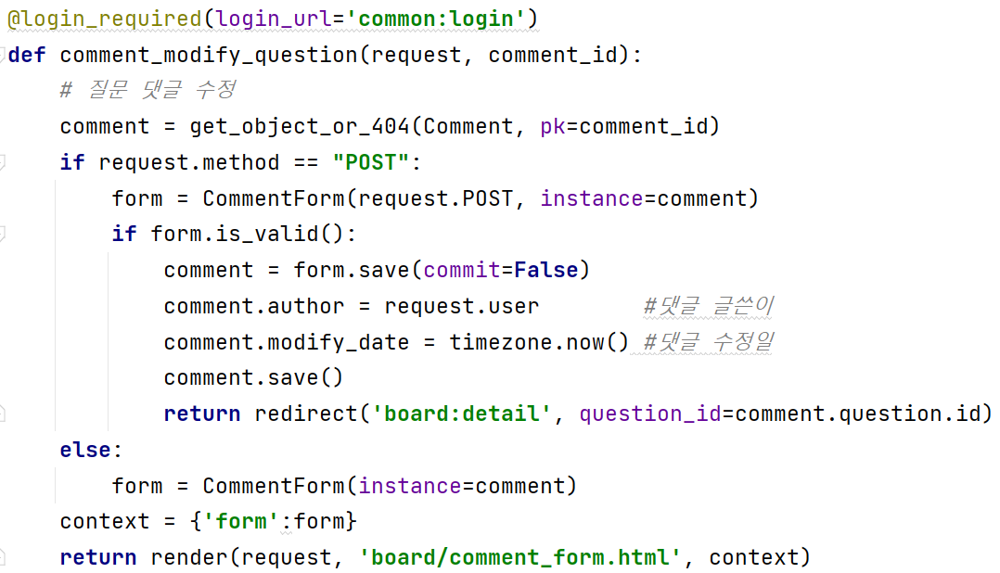 @login_required(login_url='common:login')
def comment_modify_question(request, comment_id):
    # 질문 댓글 수정
    comment = get_object_or_404(Comment, pk=comment_id)
    if request.method == "POST":
        form = CommentForm(request.POST, instance=comment)
        if form.is_valid():
            comment = form.save(commit=False)
            comment.author = request.user        #댓글 글쓴이
            comment.modify_date = timezone.now() #댓글 수정일
            comment.save()
            return redirect('board:detail', question_id=comment.question.id)
    else:
        form = CommentForm(instance=comment)
    context = {'form':form}
    return render(request, 'board/comment_form.html', context)